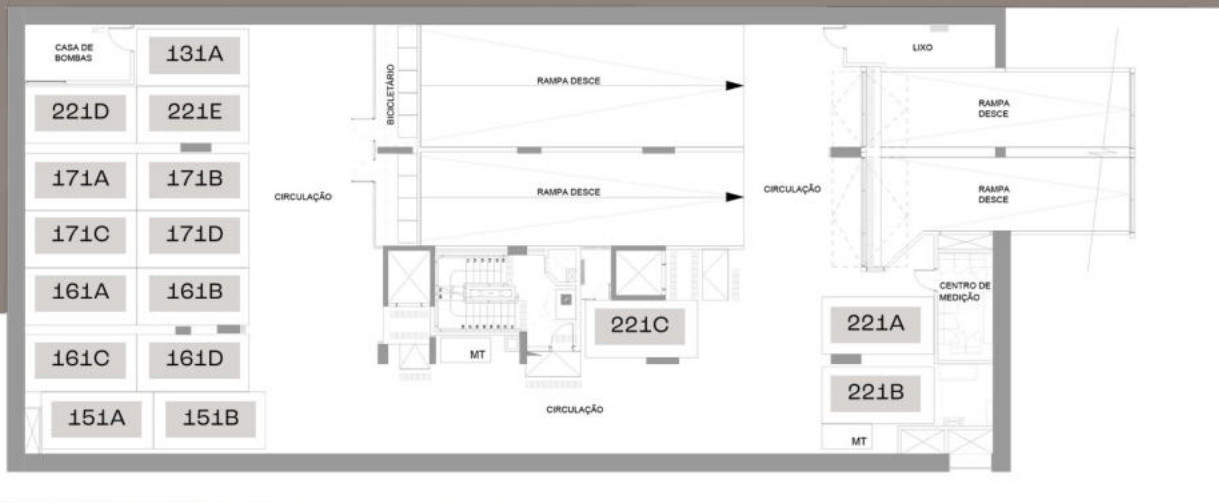 CASA DE
BOMBAS
131A
221D
221E
171A
171B
171C
171D
161A
161B
161C
161D
151A
151B
CIRCULAÇÃO
BICICLETÁRIO
RAMPA DESCE
RAMPA DESCE
MT
221C
CIRCULAÇÃO
CIRCULAÇÃO
LIXO
RAMPA
DESCE
RAMPA
DESCE
CENTRO DE
MEDIÇÃO
221A
221B
MT